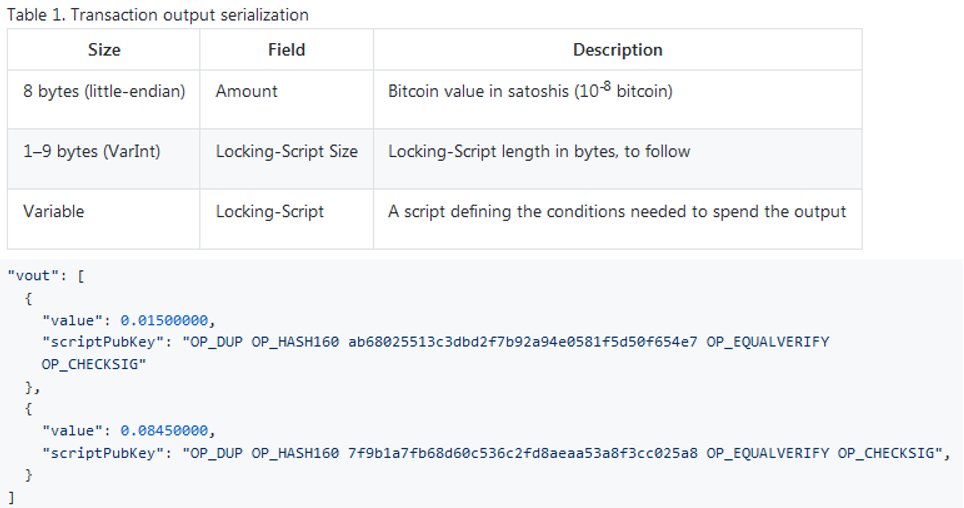 Table 1. Transaction output serialization
Size Field Description
8 bytes (little-endian) Amount Bitcoin value in satoshis (10-8 bitcoin)
1–9 bytes (VarInt) Locking-Script Size Locking-Script length in bytes, to follow
Variable Locking-Script A script defining the conditions needed to spend the output
"vout": [
{
"value": 0.01500000,
"scriptPubKey": "OP_DUP OP_HASH160 ab68025513c3dbd2f7b92a94e0581f5d50f654e7 OP_EQUALVERIFY
OP_CHECKSIG"
},
{
"value": 0.08450000,
"scriptPubKey": "OP_DUP OP_HASH160 7f9b1a7fb68d60c536c2fd8aeaa53a8f3cc025a8 OP_EQUALVERIFY OP_CHECKSIG",
}
]